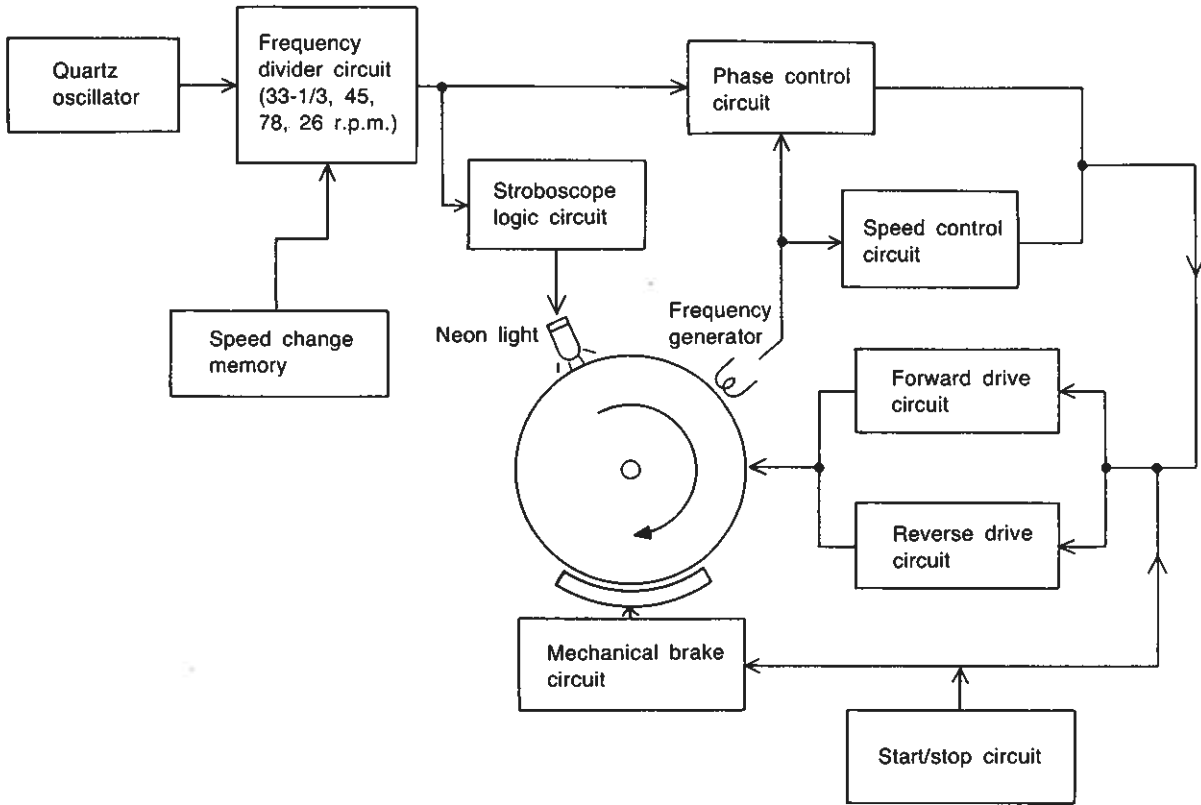 Quartz
oscillator
Frequency
divider circuit
(33-1/3, 45,
78, 26 r.p.m.)
Phase control
circuit
Stroboscope
logic circuit
Speed control
circuit
Speed change
memory
Neon light
Frequency
generator
Forward drive
circuit
Reverse drive
circuit
Mechanical brake
circuit
Start/stop circuit